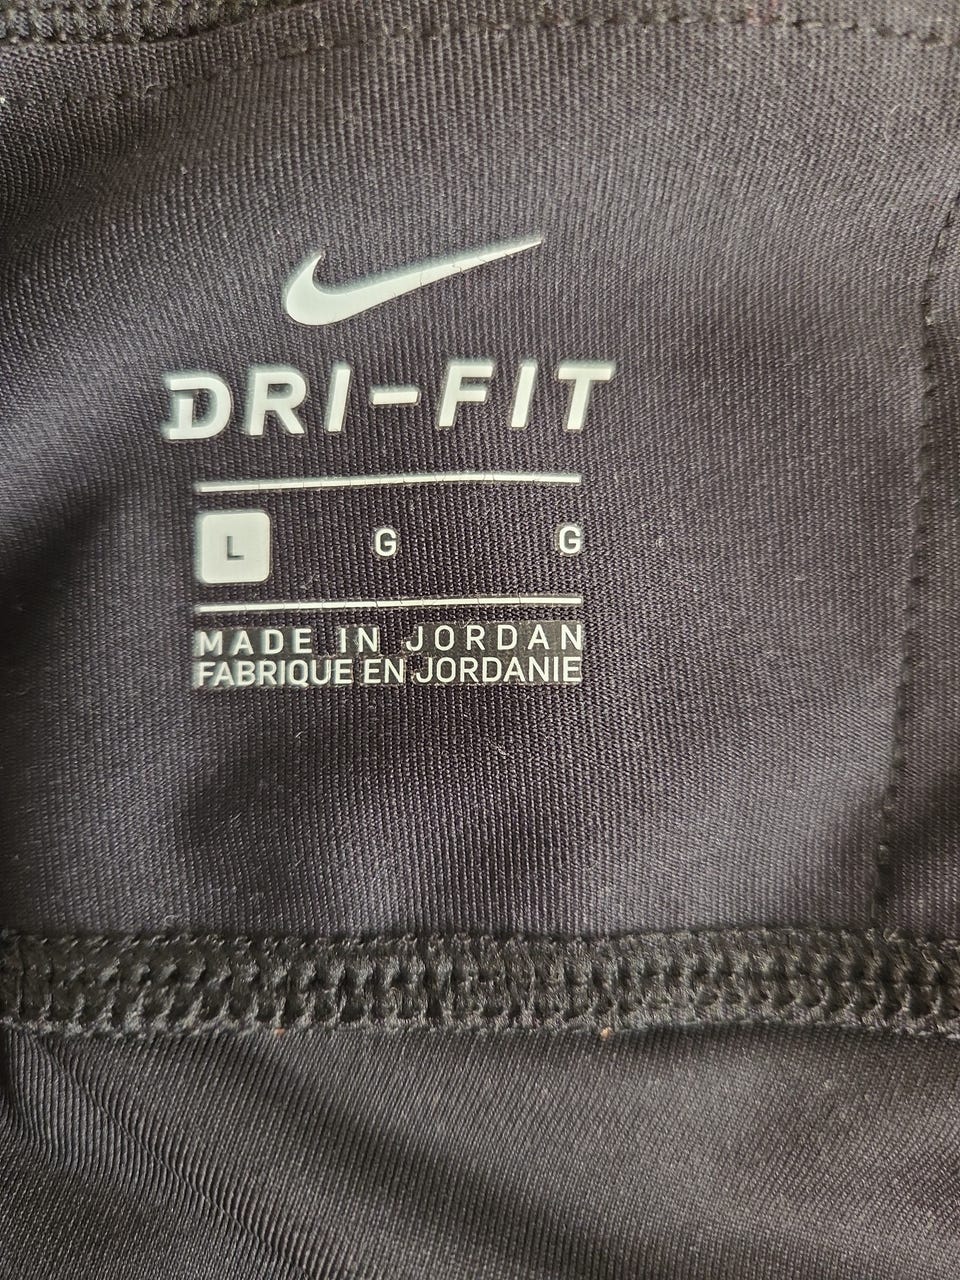 DRI-FIT
L G G
MADE IN JORDAN
FABRIQUE EN JORDANIE